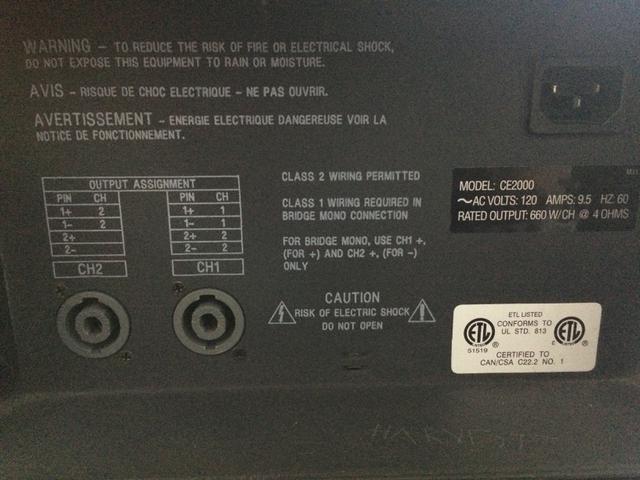 WARNING - TO REDUCE THE RISK OF FIRE OR ELECTRICAL SHOCK,
DO NOT EXPOSE THIS EQUIPMENT TO RAIN OR MOISTURE.
AVIS - RISQUE DE CHOC ELECTRIQUE - NE PAS OUVRIR.
AVERTISSEMENT - ENERGIE ELECTRIQUE DANGEREUSE VOIR LA
NOTICE DE FONCTIONNEMENT.
OUTPUT ASSIGNMENT
PIN CH PIN CH
1+ 2 1+ 1
1- 2 1- 1
2+ 2+ 2
2- 2- 2
CH2 CH1
CLASS 2 WIRING PERMITTED
CLASS 1 WIRING REQUIRED IN
BRIDGE MONO CONNECTION
FOR BRIDGE MONO, USE CH1 +,
(FOR +) AND CH2 +, (FOR -)
ONLY
CAUTION
RISK OF ELECTRIC SHOCK
DO NOT OPEN
MODEL: CE2000
~AC VOLTS: 120 AMPS: 9.5 HZ: 60
RATED OUTPUT: 660 W/CH @ 4 OHMS
ETL LISTED
CONFORMS TO
UL STD. 813
ETL ETL
51519
C
CERTIFIED TO
CAN/CSA C22.2 NO. 1
HARVEST